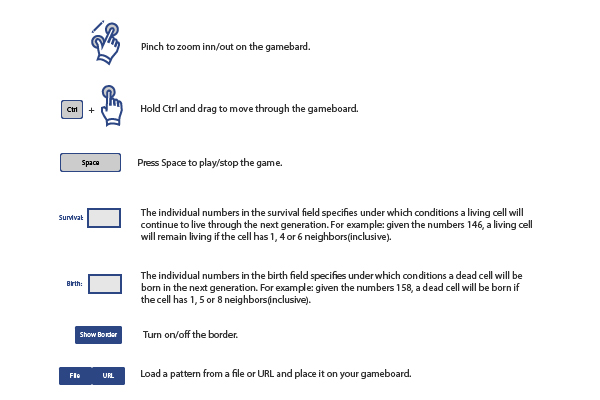 Pinch to zoom inn/out on the gamebard.
Ctrl + Hold Ctrl and drag to move through the gameboard.
Space Press Space to play/stop the game.
Survival: The individual numbers in the survival field specifies under which conditions a living cell will
continue to live through the next generation. For example: given the numbers 146, a living cell
will remain living if the cell has 1, 4 or 6 neighbors(inclusive).
Birth: The individual numbers in the birth field specifies under which conditions a dead cell will be
born in the next generation. For example: given the numbers 158, a dead cell will be born if
the cell has 1, 5 or 8 neighbors(inclusive).
Show Border Turn on/off the border.
File URL Load a pattern from a file or URL and place it on your gameboard.